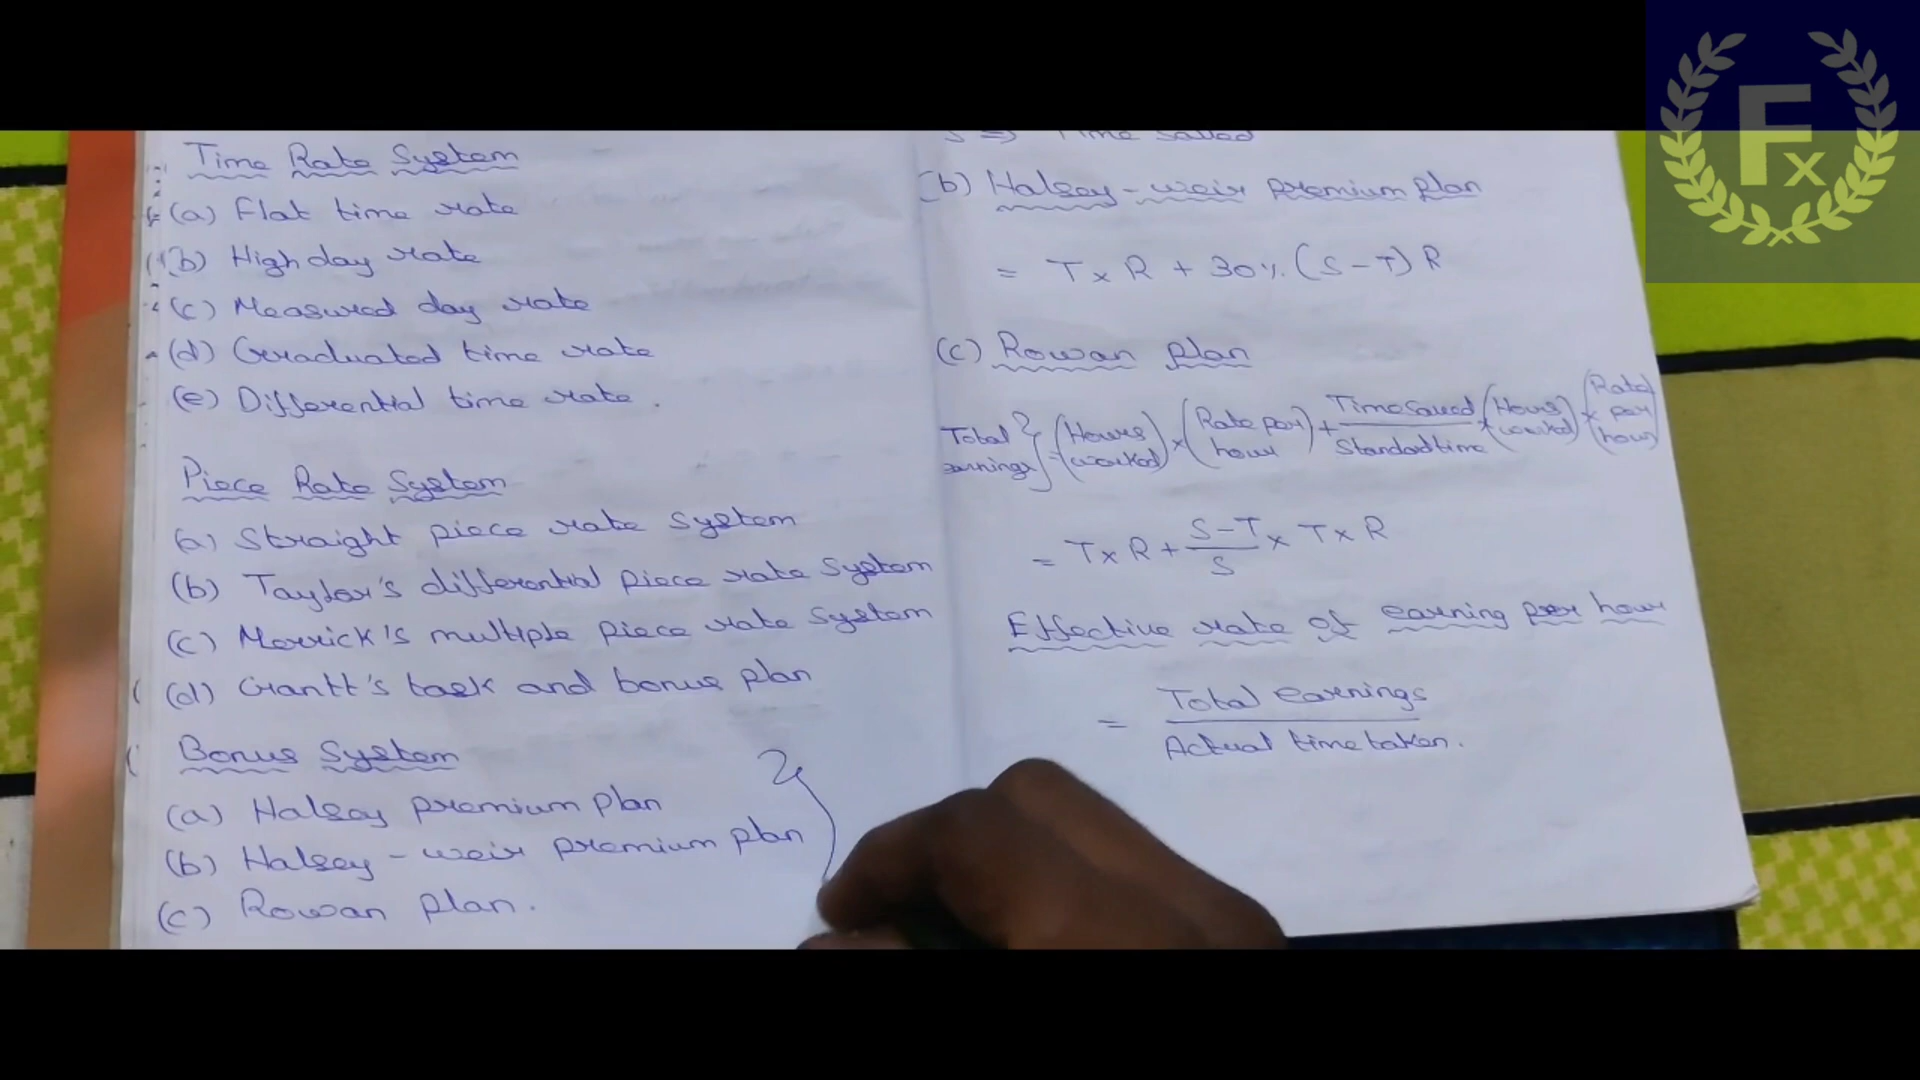 Time Rate System
(a) Flat time rate
(b) High day rate
(c) Measured day rate
(d) Graduated time rate
(e) Differential time rate.
Piece Rate System
(a) Straight piece rate system
(b) Taylor's differential piece rate system
(c) Merrick's multiple piece rate system
(d) Gantt's task and bonus plan
Bonus System
(a) Halsey premium plan
(b) Halsey - weir premium plan
(c) Rowan plan.
S => Time saved
(b) Halsey - weir premium plan
= T x R + 30% (S - T) R
(c) Rowan plan
Total earnings} = (Hours worked) x (Rate per hour) + Time saved / Standard time x (Hours worked) x (Rate per hour)
= T x R + S - T / S x T x R
Effective rate of earning per hour
= Total earnings
Actual time taken.
Fx